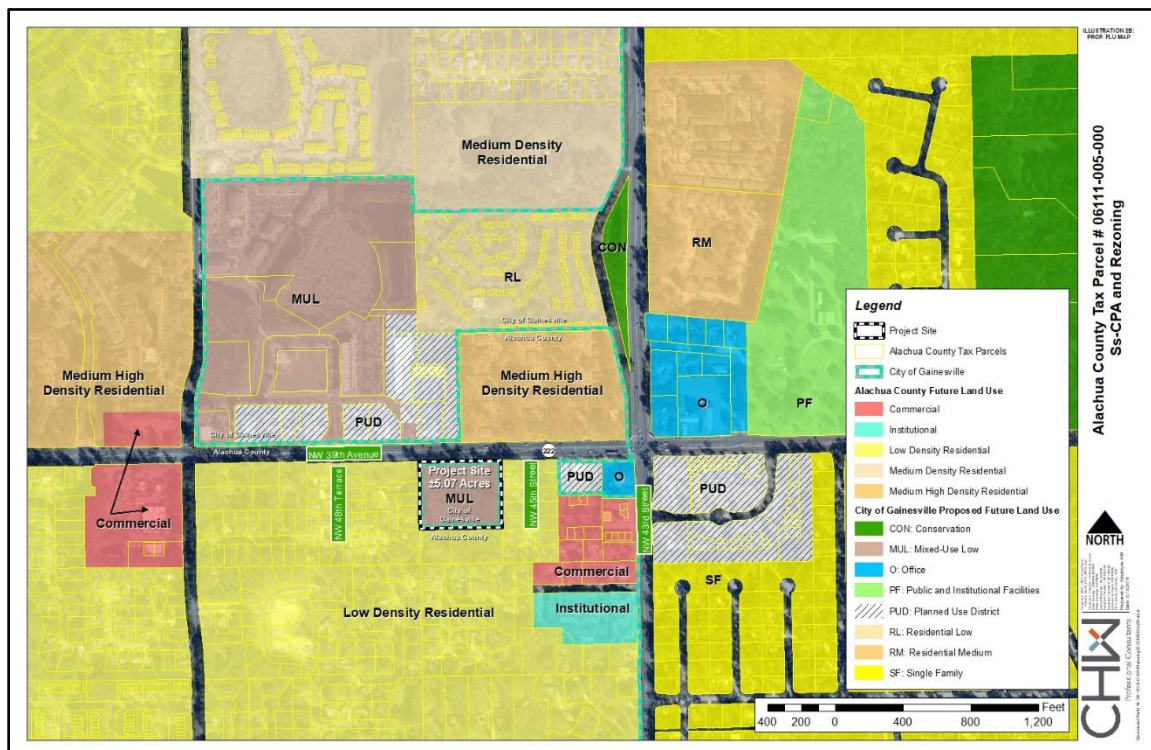 ILLUSTRATION 2B:
PROP. FLU MAP
Medium Density
Residential
CON
RM
RL
MUL
City of Gainesville
Alachua County
Medium High
Density Residential
Medium High
Density Residential
O
PF
PUD
City of Gainesville
Alachua County
NW 39th Avenue
222
Project Site
±5.07 Acres
MUL
City of
Gainesville
Alachua County
NW 48th Terrace
NW 45th Street
NW 43rd Street
PUD
O
PUD
Commercial
Commercial
SF
Low Density Residential
Institutional
Legend
Project Site
Alachua County Tax Parcels
City of Gainesville
Alachua County Future Land Use
Commercial
Institutional
Low Density Residential
Medium Density Residential
Medium High Density Residential
City of Gainesville Proposed Future Land Use
CON: Conservation
MUL: Mixed-Use Low
O: Office
PF: Public and Institutional Facilities
PUD: Planned Use District
RL: Residential Low
RM: Residential Medium
SF: Single Family
Feet
400 200 0 400 800 1,200
Alachua County Tax Parcel # 06111-005-000
Ss-CPA and Rezoning
NORTH
CHW
Professional Consultants